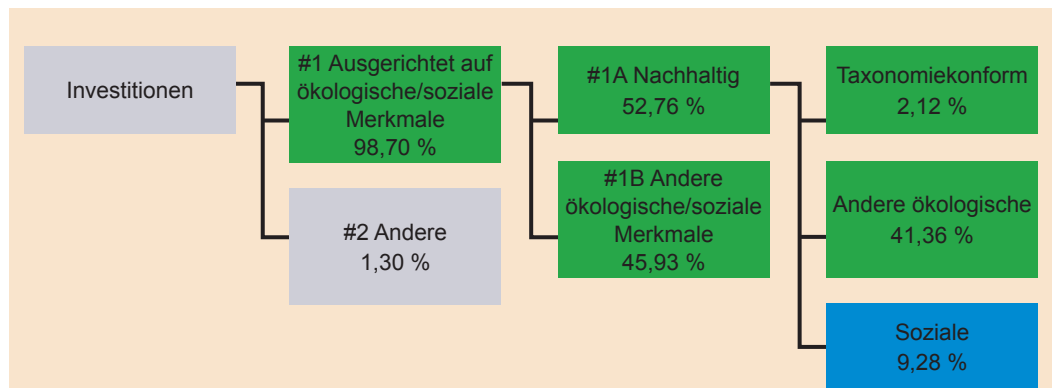 Investitionen
#1 Ausgerichtet auf
ökologische/soziale
Merkmale
98,70 %
#2 Andere
1,30 %
#1A Nachhaltig
52,76 %
#1B Andere
ökologische/soziale
Merkmale
45,93 %
Taxonomiekonform
2,12 %
Andere ökologische
41,36 %
Soziale
9,28 %